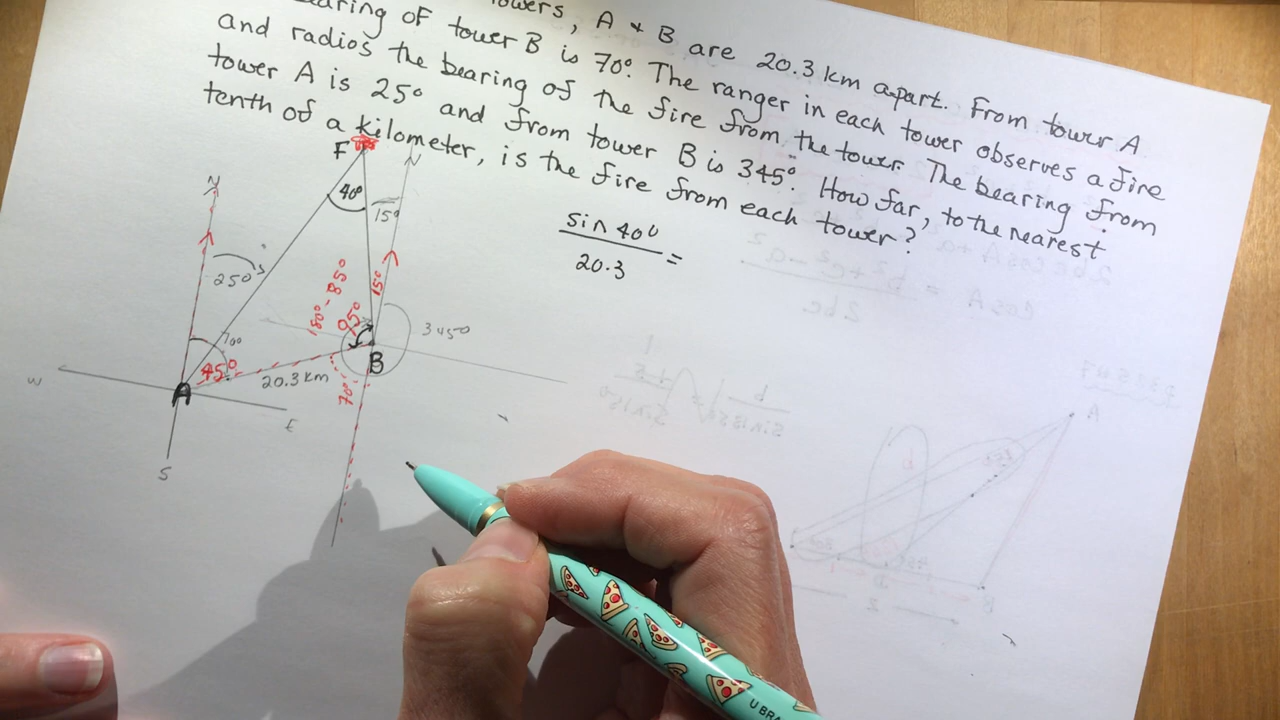 towers, A & B are 20.3 km apart. From tower A
bearing of tower B is 70°. The ranger in each tower observes a fire
and radios the bearing of the fire from the tower. The bearing from
tower A is 25° and from tower B is 345°. How far, to the nearest
tenth of a kilometer, is the fire from each tower?
sin 40°
20.3
=
F
40°
N
15°
N
25°
15°
180°-85°
95°
345°
70°
45°
B
20.3 km
W
A
70°
E
S
U BRA